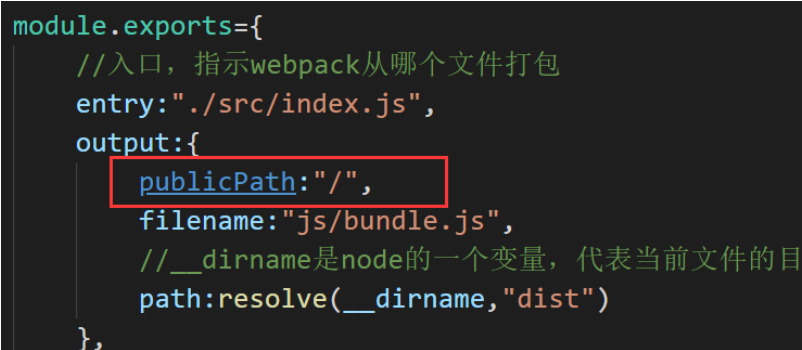 module.exports={
//入口，指示webpack从哪个文件打包
entry:"./src/index.js",
output:{
publicPath:"/",
filename:"js/bundle.js",
//__dirname是node的一个变量，代表当前文件的目
path:resolve(__dirname,"dist")
},